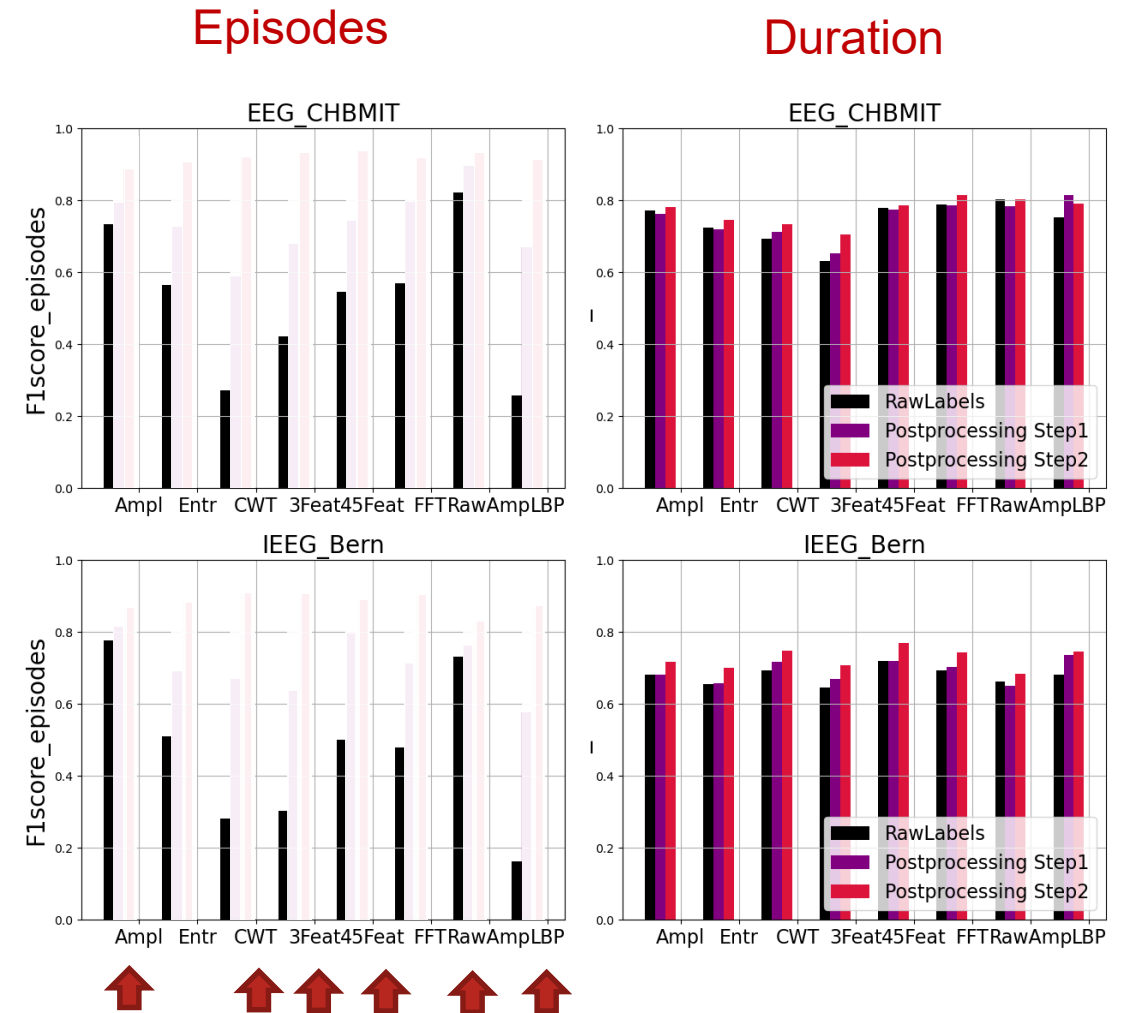 Episodes
Duration
EEG_CHBMIT
1.0
0.8
0.6
0.4
0.2
0.0
F1score_episodes
Ampl Entr CWT 3Feat45Feat FFTRawAmpLBP
EEG_CHBMIT
1.0
0.8
0.6
0.4
0.2
0.0
RawLabels
Postprocessing Step1
Postprocessing Step2
Ampl Entr CWT 3Feat45Feat FFTRawAmpLBP
IEEG_Bern
1.0
0.8
0.6
0.4
0.2
0.0
F1score_episodes
Ampl Entr CWT 3Feat45Feat FFTRawAmpLBP
IEEG_Bern
1.0
0.8
0.6
0.4
0.2
0.0
RawLabels
Postprocessing Step1
Postprocessing Step2
Ampl Entr CWT 3Feat45Feat FFTRawAmpLBP